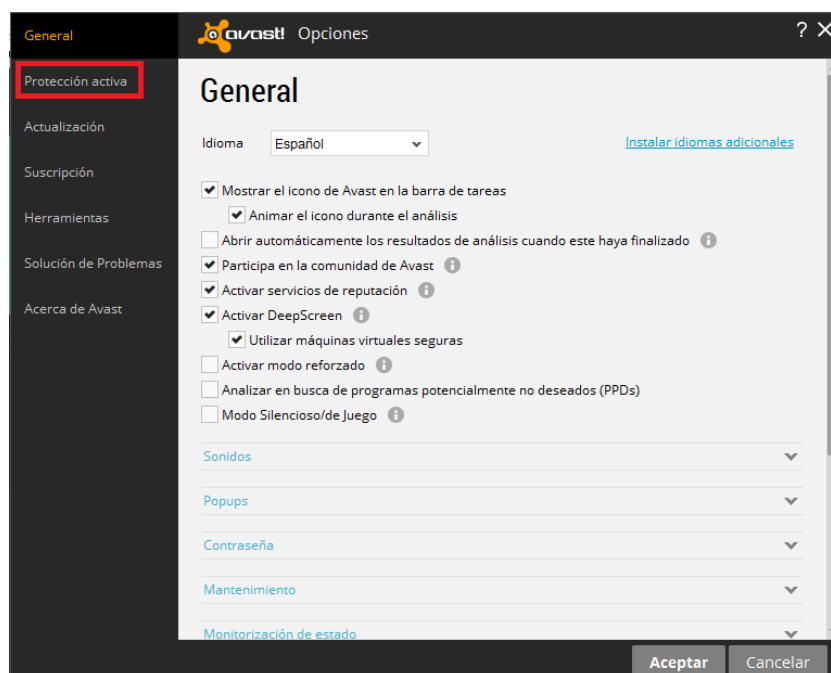 General
avast! Opciones
?
Protección activa
Actualización
Suscripción
Herramientas
Solución de Problemas
Acerca de Avast
General
Idioma Español Instalar idiomas adicionales
Mostrar el icono de Avast en la barra de tareas
Animar el icono durante el análisis
Abrir automáticamente los resultados de análisis cuando este haya finalizado
Participa en la comunidad de Avast
Activar servicios de reputación
Activar DeepScreen
Utilizar máquinas virtuales seguras
Activar modo reforzado
Analizar en busca de programas potencialmente no deseados (PPDs)
Modo Silencioso/de Juego
Sonidos
Popups
Contraseña
Mantenimiento
Monitorización de estado
Aceptar Cancelar